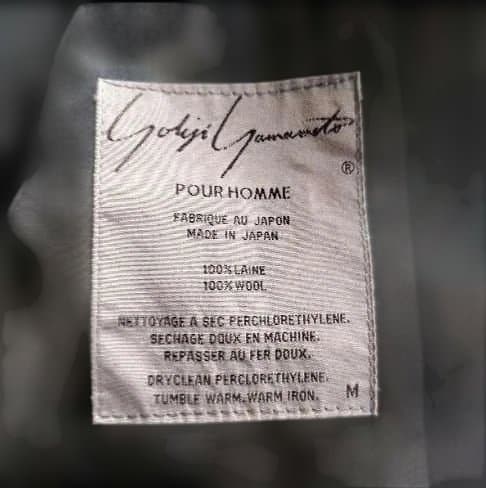 Yohji Yamamoto
®
POUR HOMME
FABRIQUE AU JAPON
MADE IN JAPAN
100% LAINE
100% WOOL
NETTOYAGE A SEC PERCHLORETHYLENE.
SECHAGE DOUX EN MACHINE.
REPASSER AU FER DOUX.
DRYCLEAN PERCLORETHYLENE.
TUMBLE WARM. WARM IRON. M